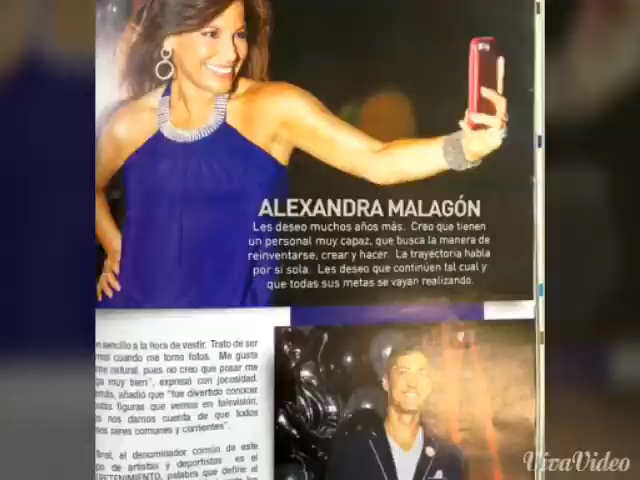 ALEXANDRA MALAGÓN
Les deseo muchos años más. Creo que tienen
un personal muy capaz, que busca la manera de
reinventarse, crear y hacer. La trayectoria habla
por si sola. Les deseo que continúen tal cual y
que todas sus metas se vayan realizando.
sencillo a la hora de vestir. Trato de ser
cuando me tomo fotos. Me gusta
natural, pues no creo que posar me
muy bien", expresó con jocosidad.
añadió que "fue divertido conocer
figuras que vemos en televisión,
nos damos cuenta de que todos
seres comunes y corrientes".
el denominador común de este
de artistas y deportistas es el
palabra que define al
VivaVideo